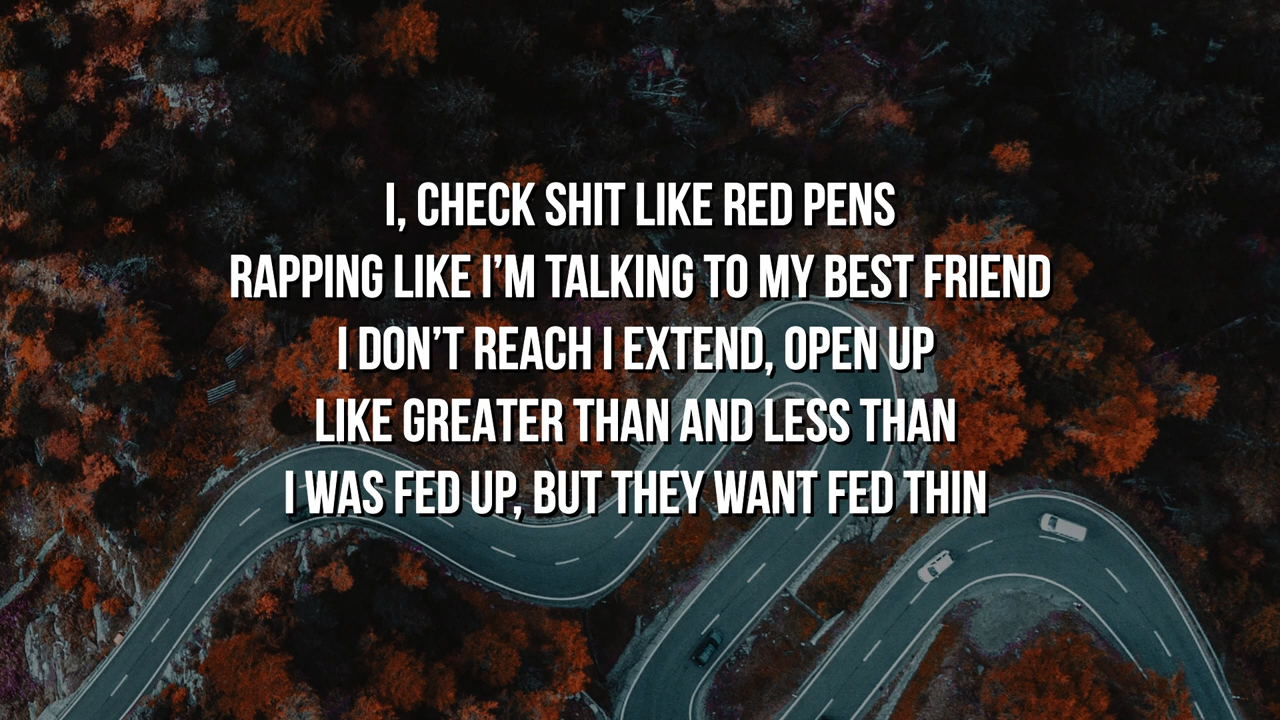 I, CHECK SHIT LIKE RED PENS
RAPPING LIKE I'M TALKING TO MY BEST FRIEND
I DON'T REACH I EXTEND, OPEN UP
LIKE GREATER THAN AND LESS THAN
I WAS FED UP, BUT THEY WANT FED THIN